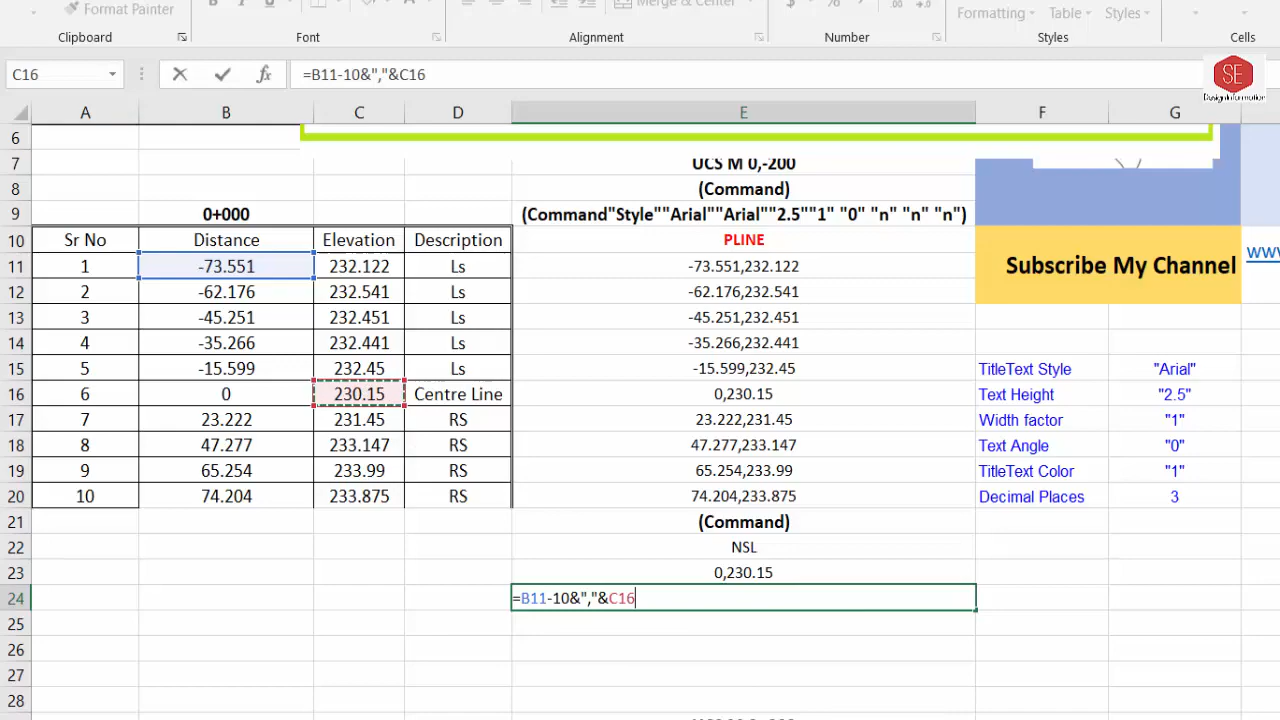 Format Painter
Merge & Center
$ %
Formatting Table Styles
Clipboard Font Alignment Number Styles Cells
C16 fx =B11-10&","&C16
SE
Design Information
A B C D E F G
6
7 UCS M 0,-200
8 (Command)
9 0+000 (Command"Style""Arial""Arial""2.5""1" "0" "n" "n" "n")
10 Sr No Distance Elevation Description PLINE
11 1 -73.551 232.122 Ls -73.551,232.122 Subscribe My Channel
12 2 -62.176 232.541 Ls -62.176,232.541
13 3 -45.251 232.451 Ls -45.251,232.451
14 4 -35.266 232.441 Ls -35.266,232.441
15 5 -15.599 232.45 Ls -15.599,232.45 TitleText Style "Arial"
16 6 0 230.15 Centre Line 0,230.15 Text Height "2.5"
17 7 23.222 231.45 RS 23.222,231.45 Width factor "1"
18 8 47.277 233.147 RS 47.277,233.147 Text Angle "0"
19 9 65.254 233.99 RS 65.254,233.99 TitleText Color "1"
20 10 74.204 233.875 RS 74.204,233.875 Decimal Places 3
21 (Command)
22 NSL
23 0,230.15
24 =B11-10&","&C16
25
26
27
28